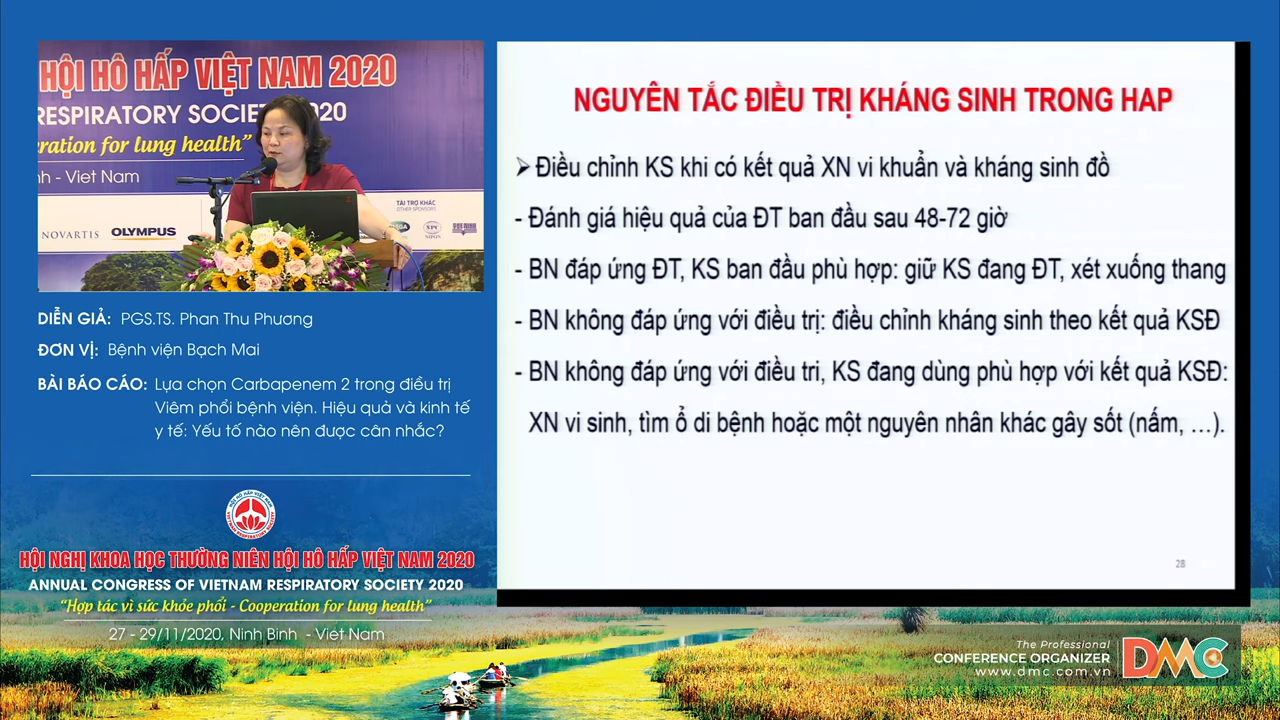 HỘI HÔ HẤP VIỆT NAM 2020
RESPIRATORY SOCIETY 2020
ration for lung health”
nh - Viet Nam
TÀI TRỢ KHÁC
OTHER SPONSORS
NOVARTIS
OLYMPUS
DIỄN GIẢ: PGS.TS. Phan Thu Phương
ĐƠN VỊ: Bệnh viện Bạch Mai
BÀI BÁO CÁO: Lựa chọn Carbapenem 2 trong điều trị
Viêm phổi bệnh viện. Hiệu quả và kinh tế
y tế: Yếu tố nào nên được cân nhắc?
HỘI NGHỊ KHOA HỌC THƯỜNG NIÊN HỘI HÔ HẤP VIỆT NAM 2020
ANNUAL CONGRESS OF VIETNAM RESPIRATORY SOCIETY 2020
“Hợp tác vì sức khỏe phổi - Cooperation for lung health”
27 - 29/11/2020, Ninh Binh - Viet Nam
NGUYÊN TẮC ĐIỀU TRỊ KHÁNG SINH TRONG HAP
➢ Điều chỉnh KS khi có kết quả XN vi khuẩn và kháng sinh đồ
- Đánh giá hiệu quả của ĐT ban đầu sau 48-72 giờ
- BN đáp ứng ĐT, KS ban đầu phù hợp: giữ KS đang ĐT, xét xuống thang
- BN không đáp ứng với điều trị: điều chỉnh kháng sinh theo kết quả KSĐ
- BN không đáp ứng với điều tri, KS đang dùng phù hợp với kết quả KSĐ:
XN vi sinh, tìm ổ di bệnh hoặc một nguyên nhân khác gây sốt (nấm, …).
28
The Professional
CONFERENCE ORGANIZER
www.dmc.com.vn
DMC